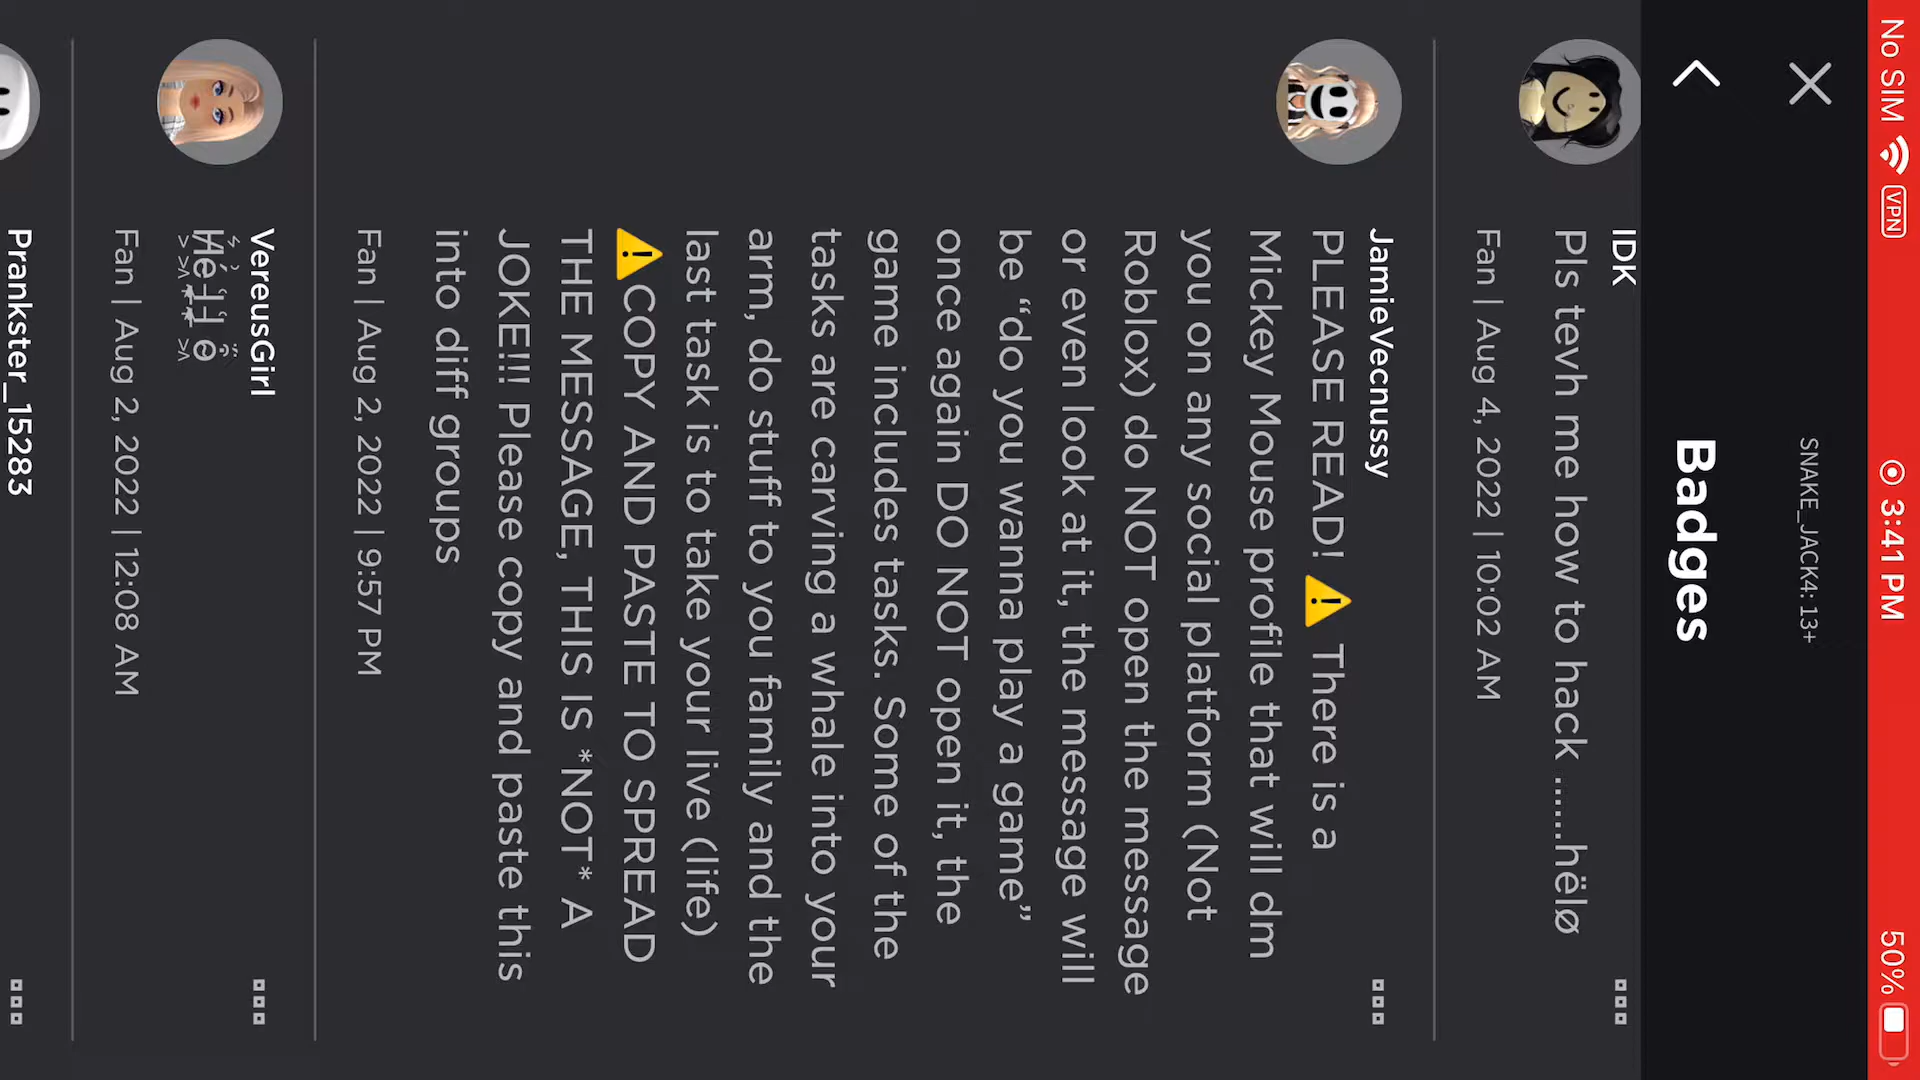 No SIM VPN 3:41 PM 50%
SNAKE_JACK4: 13+
Badges
IDK
Pls tevh me how to hack ......hëlø
Fan | Aug 4, 2022 | 10:02 AM
JamieVecnussy
PLEASE READ! ⚠️ There is a
Mickey Mouse profile that will dm
you on any social platform (Not
Roblox) do NOT open the message
or even look at it, the message will
be “do you wanna play a game”
once again DO NOT open it, the
game includes tasks. Some of the
tasks are carving a whale into your
arm, do stuff to you family and the
last task is to take your live (life)
⚠️COPY AND PASTE TO SPREAD
THE MESSAGE, THIS IS *NOT* A
JOKE!!! Please copy and paste this
into diff groups
Fan | Aug 2, 2022 | 9:57 PM
VereusGirl
Fan | Aug 2, 2022 | 12:08 AM
Prankster_15283